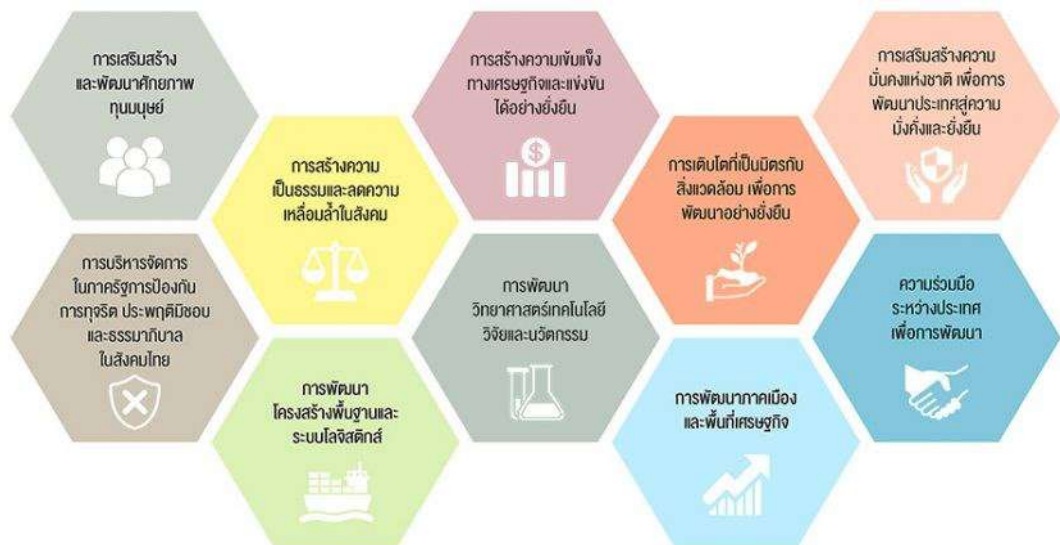 การเสริมสร้าง
และพัฒนาศักยภาพ
ทุนมนุษย์
การสร้างความ
เป็นธรรมและลดความ
เหลื่อมล้ำในสังคม
การสร้างความเข้มแข็ง
ทางเศรษฐกิจและแข่งขัน
ได้อย่างยั่งยืน
การเติบโตที่เป็นมิตรกับ
สิ่งแวดล้อม เพื่อการ
พัฒนาอย่างยั่งยืน
การเสริมสร้างความ
มั่นคงแห่งชาติ เพื่อการ
พัฒนาประเทศสู่ความ
มั่งคั่งและยั่งยืน
การบริหารจัดการ
ในภาครัฐการป้องกัน
การทุจริต ประพฤติมิชอบ
และธรรมาภิบาล
ในสังคมไทย
การพัฒนา
โครงสร้างพื้นฐานและ
ระบบโลจิสติกส์
การพัฒนา
วิทยาศาสตร์เทคโนโลยี
วิจัยและนวัตกรรม
การพัฒนาภาคเมือง
และพื้นที่เศรษฐกิจ
ความร่วมมือ
ระหว่างประเทศ
เพื่อการพัฒนา